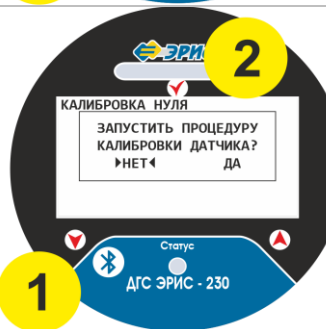 ЭРИС
2
КАЛИБРОВКА НУЛЯ
ЗАПУСТИТЬ ПРОЦЕДУРУ
КАЛИБРОВКИ ДАТЧИКА?
НЕТ ДА
Статус
ДГС ЭРИС - 230
1